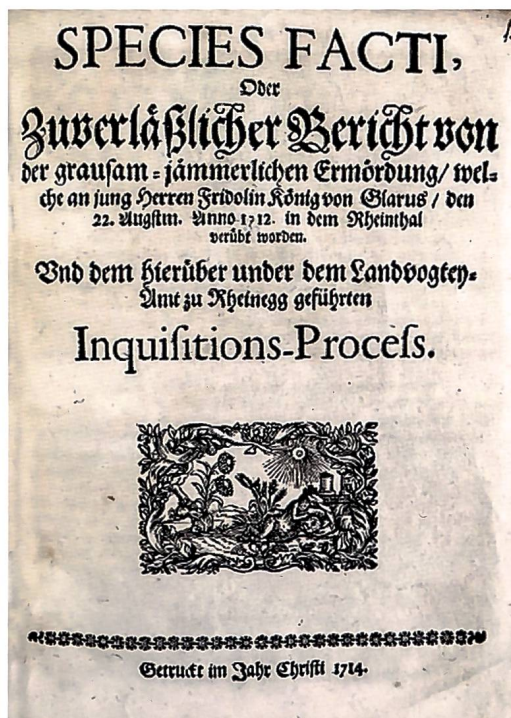 SPECIES FACTI,
Oder
Zuverläßlicher Bericht von
der grausam-jämmerlichen Ermördung/ wel-
che an jung Herren Fridolin König von Glarus/ den
22. Augstm. Anno 1712. in dem Rheinthal
verübt worden.
Vnd dem hierüber under dem Landvogtey-
Amt zu Rheinegg geführten
Inquiſitions-Proceſs.
Getruckt im Jahr Christi 1714.